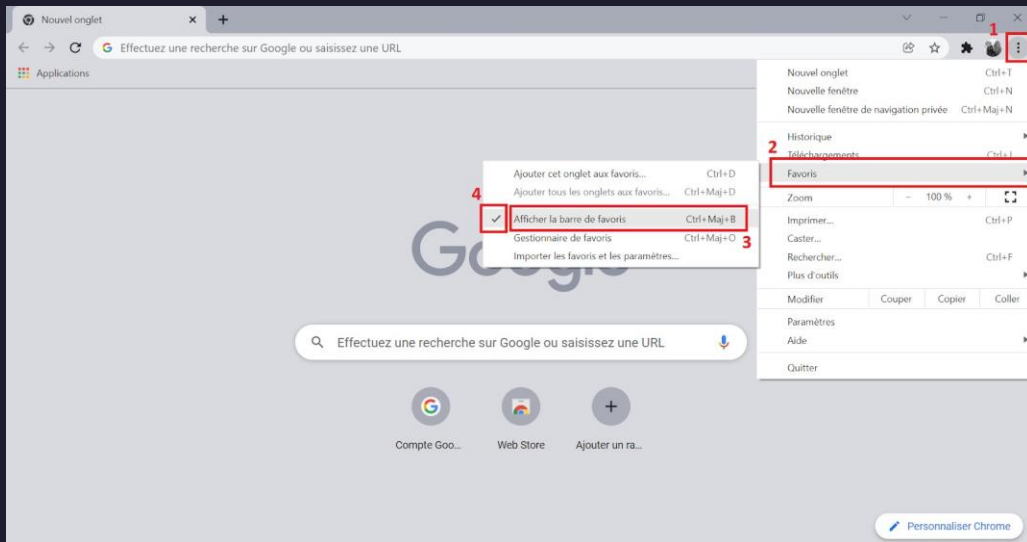 Nouvel onglet
1
Effectuez une recherche sur Google ou saisissez une URL
Applications
Nouvel onglet Ctrl+T
Nouvelle fenêtre Ctrl+N
Nouvelle fenêtre de navigation privée Ctrl+Maj+N
Historique
2
Téléchargements Ctrl+J
Favoris
Zoom - 100 % +
Imprimer... Ctrl+P
Caster...
Rechercher... Ctrl+F
Plus d'outils
Modifier Couper Copier Coller
Paramètres
Aide
Quitter
Ajouter cet onglet aux favoris... Ctrl+D
Ajouter tous les onglets aux favoris... Ctrl+Maj+D
4
Afficher la barre de favoris Ctrl+Maj+B
Gestionnaire de favoris Ctrl+Maj+O
3
Importer les favoris et les paramètres...
Google
Effectuez une recherche sur Google ou saisissez une URL
Compte Goo...
Web Store
Ajouter un ra...
Personnaliser Chrome